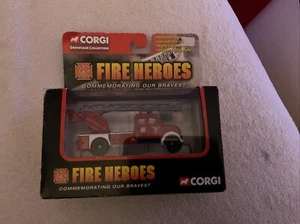 CORGI
SHOWCASE COLLECTION
FIRE HEROES
COMMEMORATING OUR BRAVEST
FIRE HEROES
COMMEMORATING OUR BRAVEST
CORGI